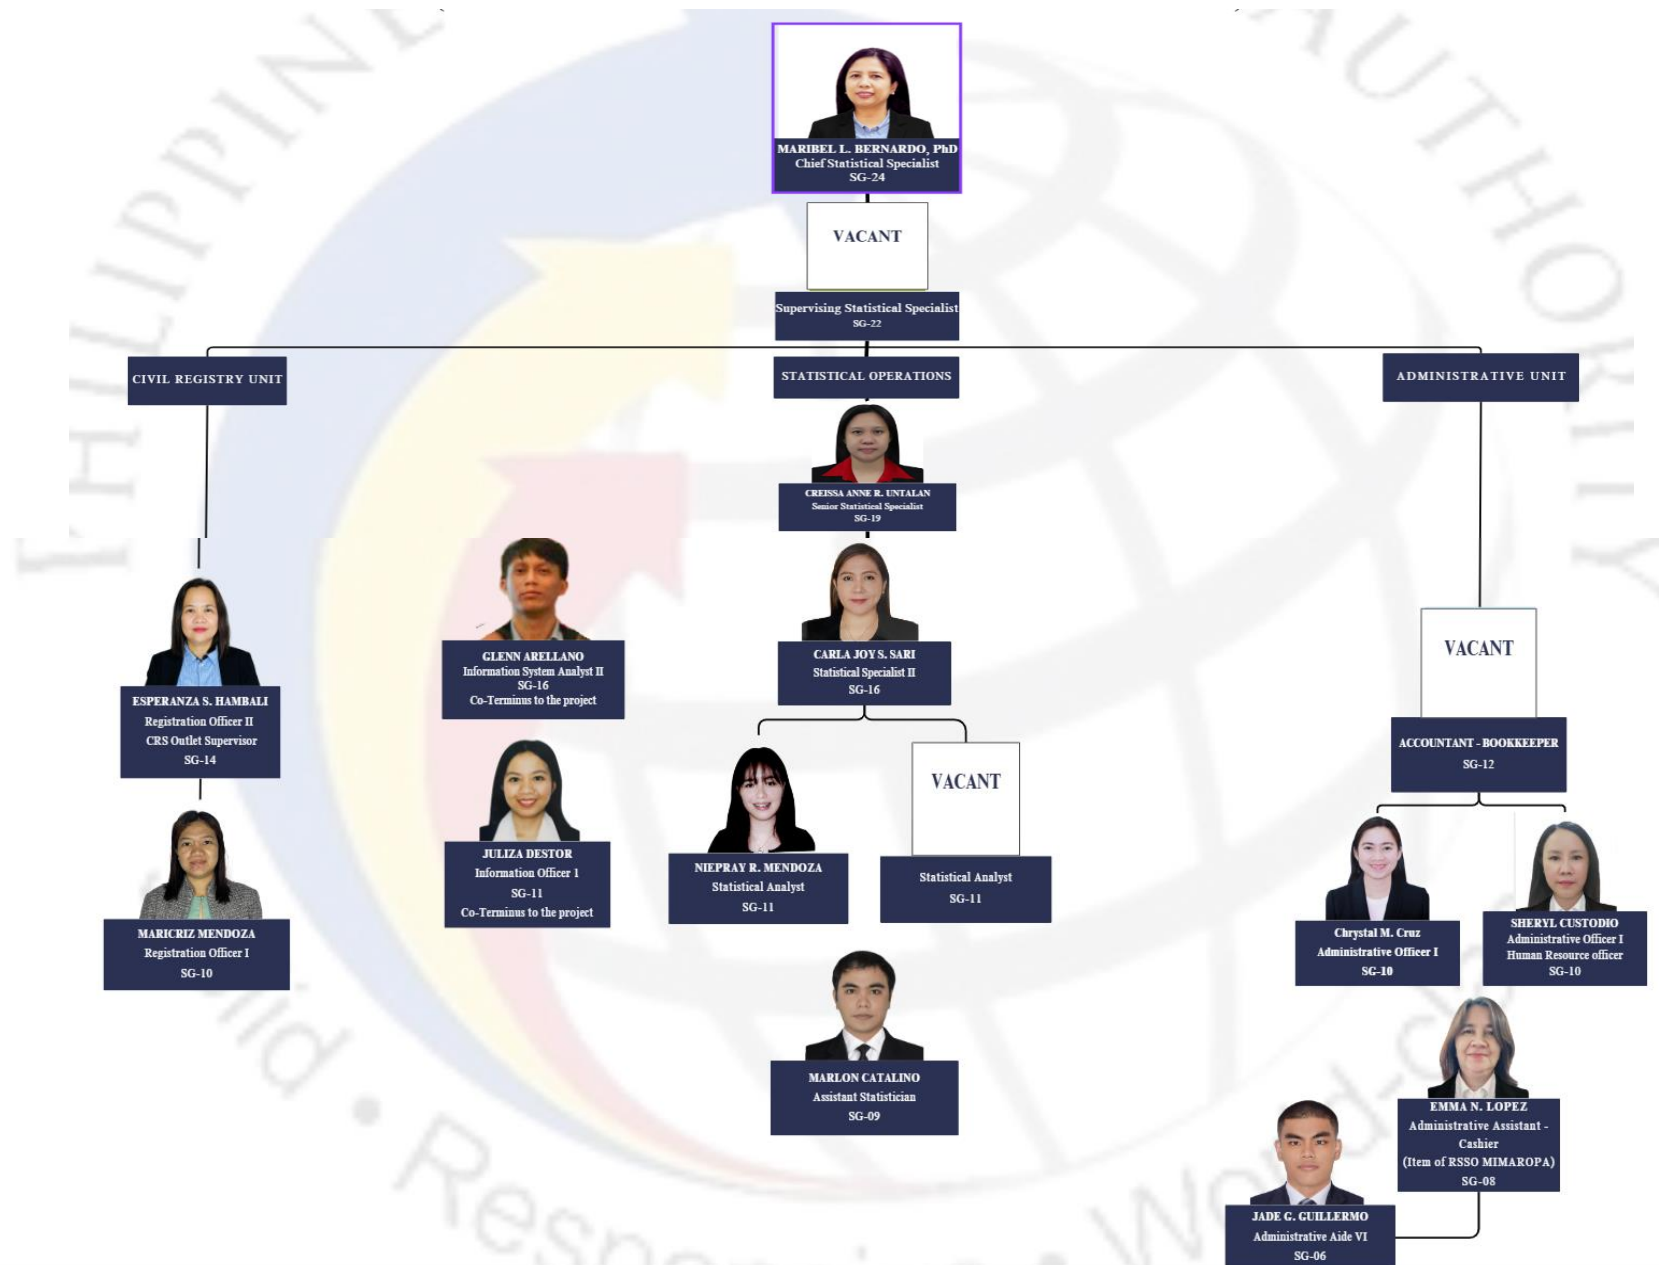 PHILIPPINE
AUTHORITY
MARIBEL L. BERNARDO, PhD
Chief Statistical Specialist
SG-24
VACANT
Supervising Statistical Specialist
SG-22
CIVIL REGISTRY UNIT
STATISTICAL OPERATIONS
ADMINISTRATIVE UNIT
CREISSA ANNE R. UNTALAN
Senior Statistical Specialist
SG-19
ESPERANZA S. HAMBALI
Registration Officer II
CRS Outlet Supervisor
SG-14
MARICRIZ MENDOZA
Registration Officer I
SG-10
GLENN ARELLANO
Information System Analyst II
SG-16
Co-Terminus to the project
JULIZA DESTOR
Information Officer 1
SG-11
Co-Terminus to the project
CARLA JOY S. SARI
Statistical Specialist II
SG-16
NIEPRAY R. MENDOZA
Statistical Analyst
SG-11
VACANT
Statistical Analyst
SG-11
MARLON CATALINO
Assistant Statistician
SG-09
VACANT
ACCOUNTANT - BOOKKEEPER
SG-12
Chrystal M. Cruz
Administrative Officer I
SG-10
SHERYL CUSTODIO
Administrative Officer I
Human Resource officer
SG-10
EMMA N. LOPEZ
Administrative Assistant -
Cashier
(Item of RSSO MIMAROPA)
SG-08
JADE G. GUILLERMO
Administrative Aide VI
SG-06